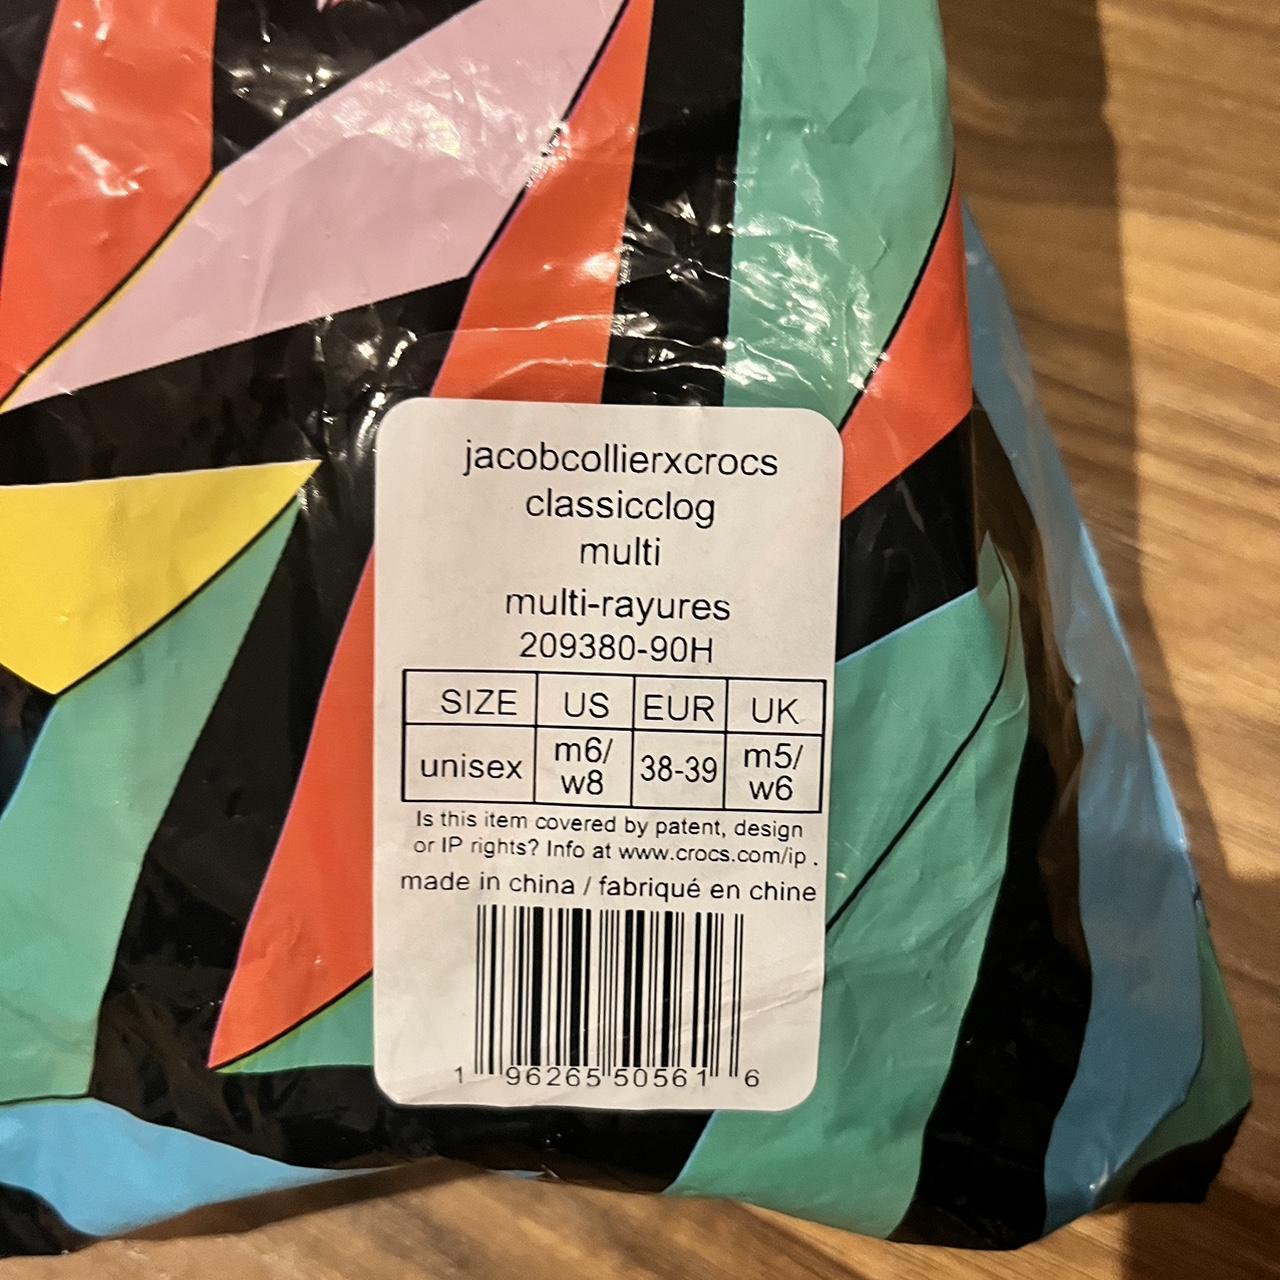 jacobcollierxcrocs
classicclog
multi
multi-rayures
209380-90H
SIZE US EUR UK
unisex m6/ w8 38-39 m5/ w6
Is this item covered by patent, design
or IP rights? Info at www.crocs.com/ip .
made in china / fabriqué en chine
1 96265 50561 6